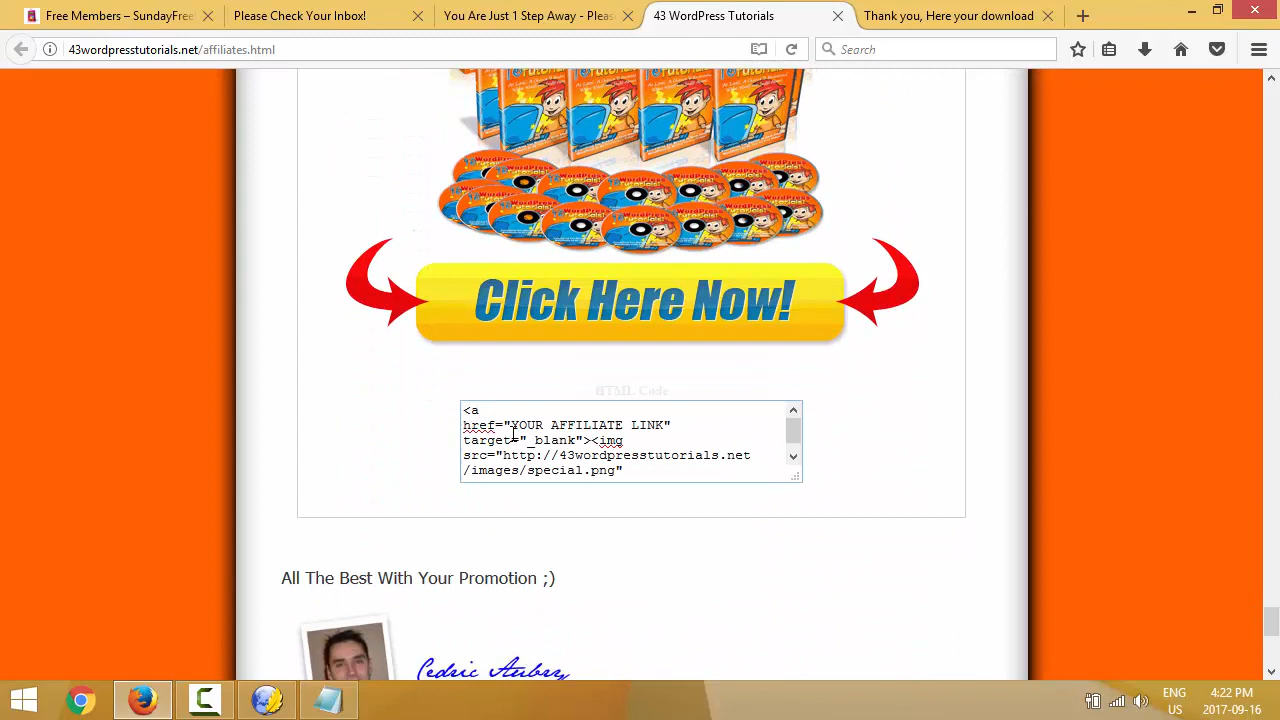 Free Members – SundayFree
Please Check Your Inbox!
You Are Just 1 Step Away - Pleas
43 WordPress Tutorials
Thank you, Here your download
43wordpresstutorials.net/affiliates.html
Search
Click Here Now!
HTML Code
<a
href="YOUR AFFILIATE LINK"
target="_blank"><img
src="http://43wordpresstutorials.net
/images/special.png"
All The Best With Your Promotion ;)
Cedric Aubry
ENG
US
4:22 PM
2017-09-16